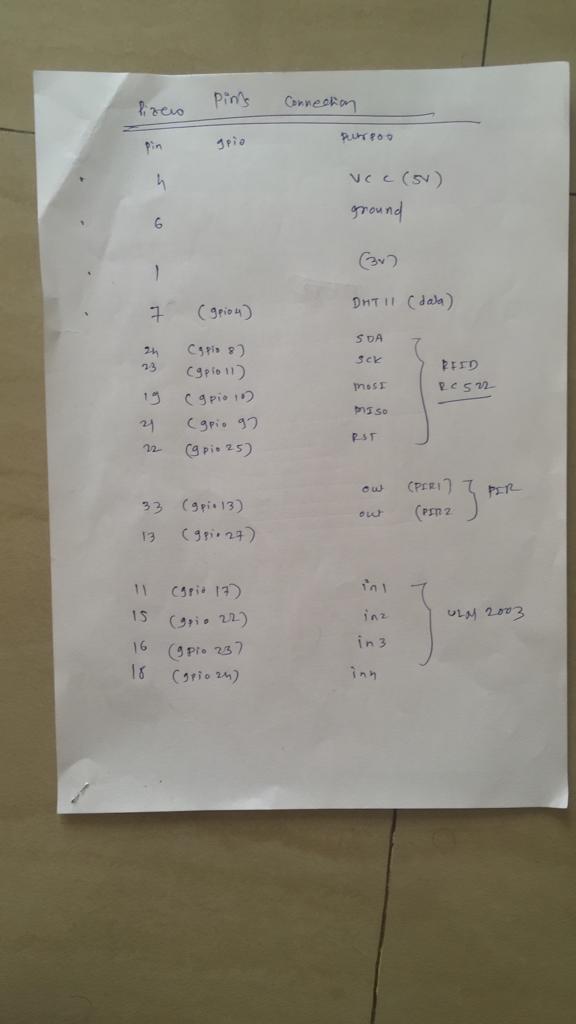 Pizero Pin's Connection
Pin gpio purpose
4 VCC (5V)
6 ground
1 (3v)
7 (gpio4) DHT11 (data)
24 (gpio 8) SDA
23 (gpio 11) SCK RFID
19 (gpio 10) MOSI RC522
21 (gpio 9) MISO
22 (gpio 25) RST
33 (gpio 13) out (PIR1) PIR
13 (gpio 27) out (PIR2
11 (gpio 17) in1
15 (gpio 22) in2 ULN 2003
16 (gpio 23) in3
18 (gpio 24) in4